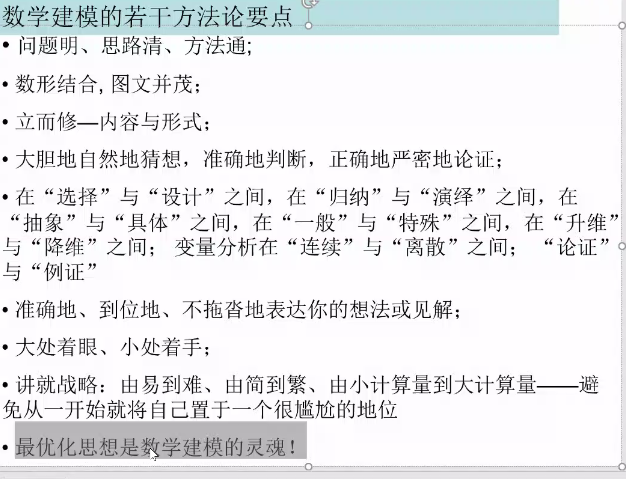 数学建模的若干方法论要点
• 问题明、思路清、方法通;
• 数形结合, 图文并茂；
• 立而修—内容与形式；
• 大胆地自然地猜想，准确地判断，正确地严密地论证；
• 在“选择”与“设计”之间，在“归纳”与“演绎”之间，在
“抽象”与“具体”之间，在“一般”与“特殊”之间，在“升维”
与“降维”之间； 变量分析在“连续”与“离散”之间； “论证”
与“例证”
• 准确地、到位地、不拖沓地表达你的想法或见解；
• 大处着眼、小处着手；
• 讲就战略：由易到难、由简到繁、由小计算量到大计算量——避
免从一开始就将自己置于一个很尴尬的地位
• 最优化思想是数学建模的灵魂！